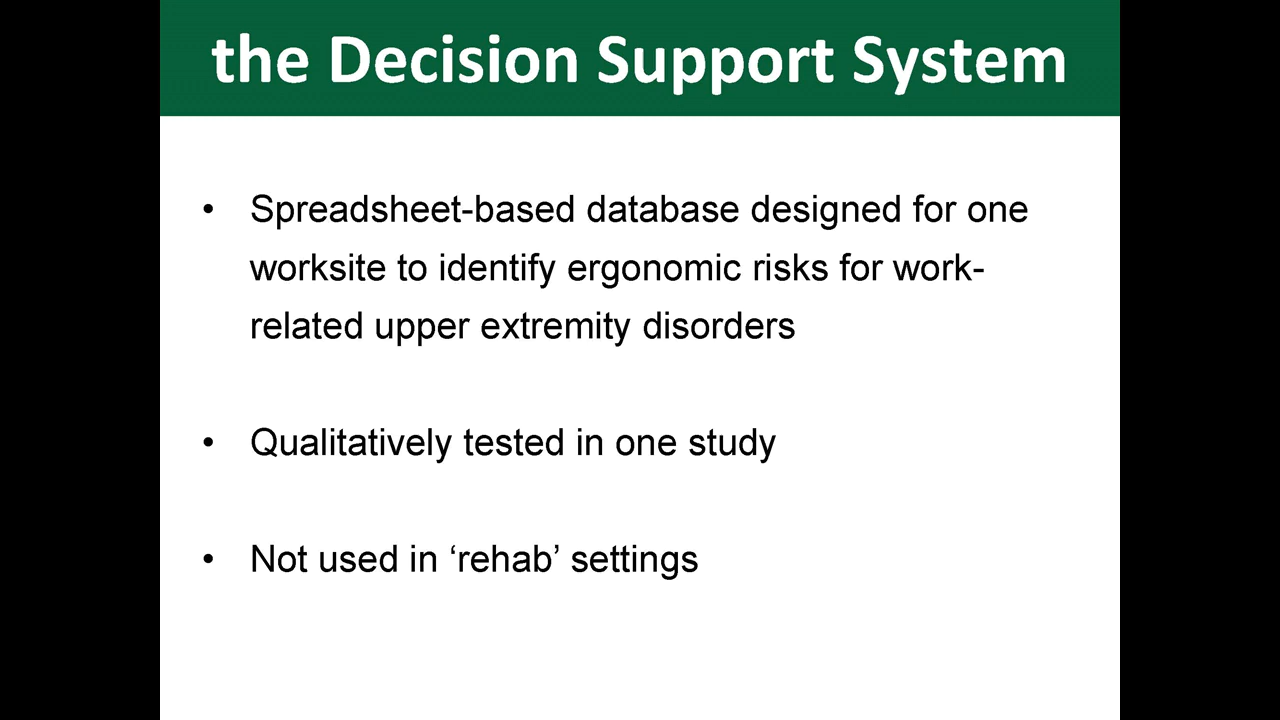 the Decision Support System
• Spreadsheet-based database designed for one
worksite to identify ergonomic risks for work-
related upper extremity disorders
• Qualitatively tested in one study
• Not used in ‘rehab’ settings